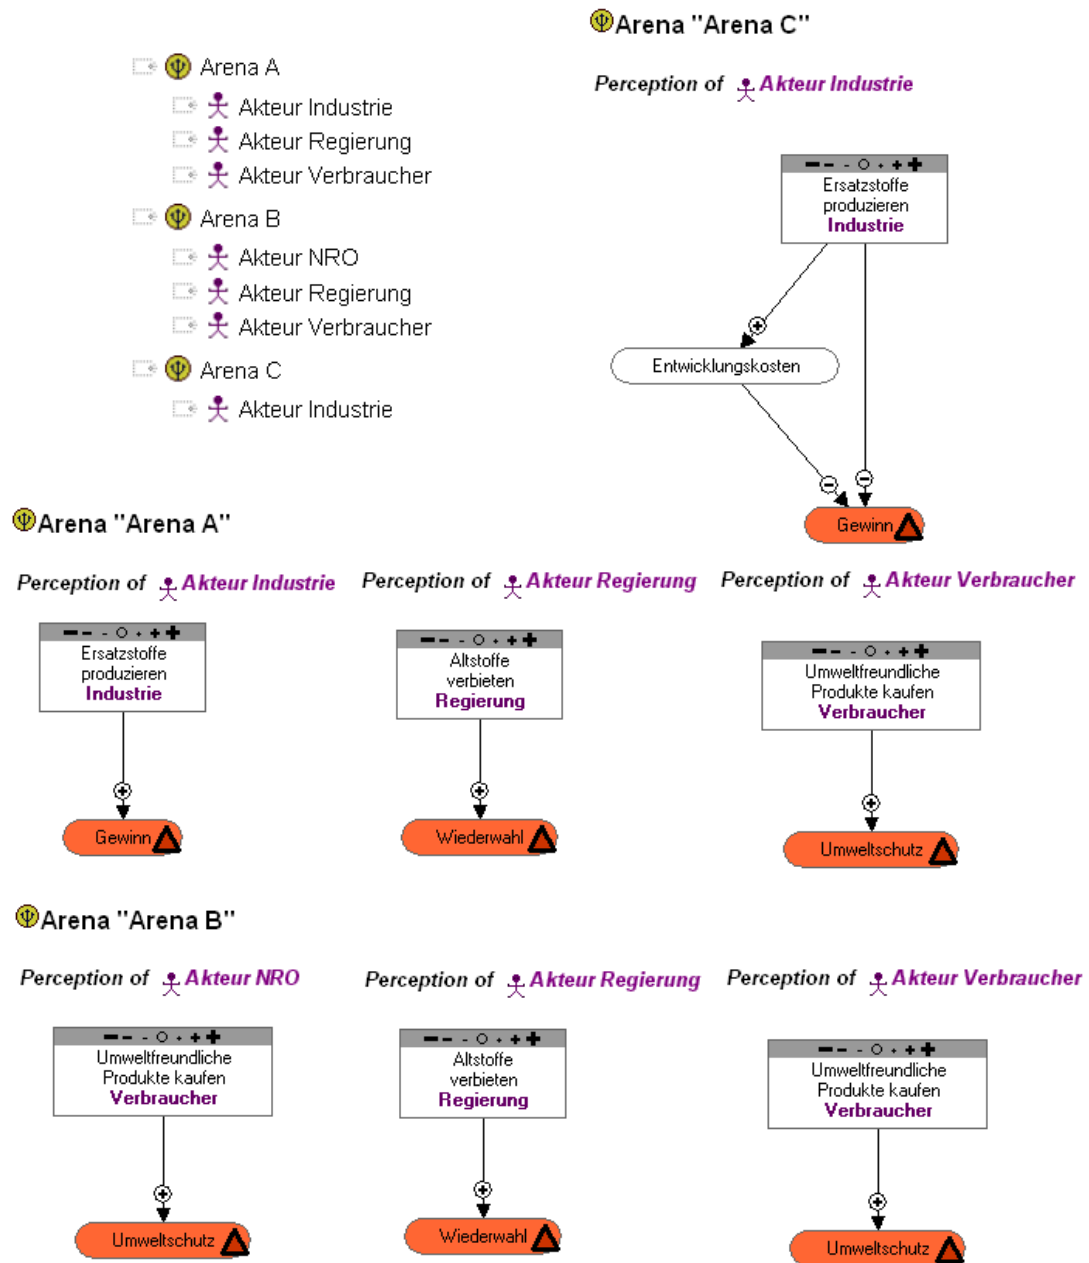 Arena A
Akteur Industrie
Akteur Regierung
Akteur Verbraucher
Arena B
Akteur NRO
Akteur Regierung
Akteur Verbraucher
Arena C
Akteur Industrie
Arena "Arena C"
Perception of Akteur Industrie
Ersatzstoffe
produzieren
Industrie
+
Entwicklungskosten
−
−
Gewinn
Arena "Arena A"
Perception of Akteur Industrie
Ersatzstoffe
produzieren
Industrie
+
Gewinn
Perception of Akteur Regierung
Altstoffe
verbieten
Regierung
+
Wiederwahl
Perception of Akteur Verbraucher
Umweltfreundliche
Produkte kaufen
Verbraucher
+
Umweltschutz
Arena "Arena B"
Perception of Akteur NRO
Umweltfreundliche
Produkte kaufen
Verbraucher
+
Umweltschutz
Perception of Akteur Regierung
Altstoffe
verbieten
Regierung
+
Wiederwahl
Perception of Akteur Verbraucher
Umweltfreundliche
Produkte kaufen
Verbraucher
+
Umweltschutz